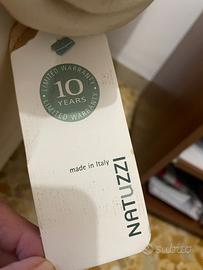 LIMITED WARRANTY
10
YEARS
LIMITED WARRANTY
made in Italy
NATUZZI
subito